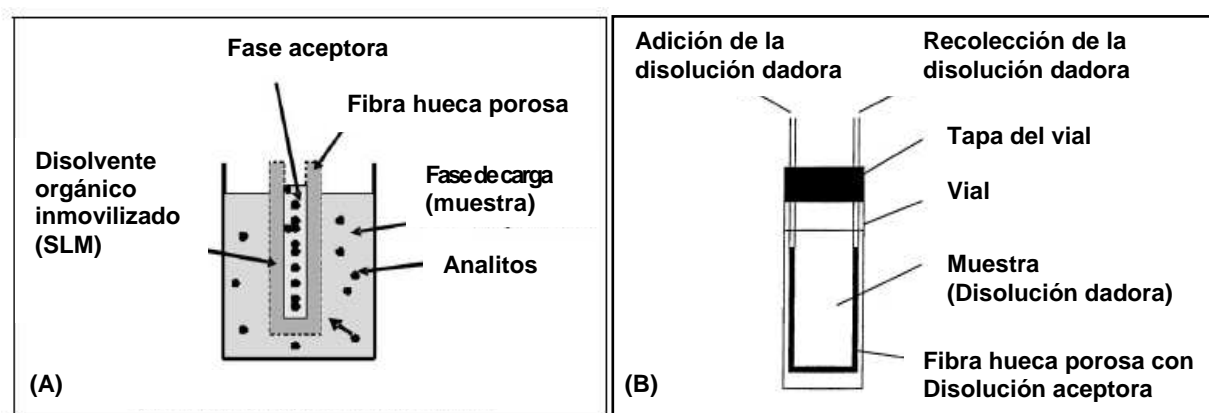 Fase aceptora
Fibra hueca porosa
Disolvente
orgánico
inmovilizado
(SLM)
Fase de carga
(muestra)
Analitos
(A)
Adición de la
disolución dadora
Recolección de la
disolución dadora
Tapa del vial
Vial
Muestra
(Disolución dadora)
Fibra hueca porosa con
Disolución aceptora
(B)